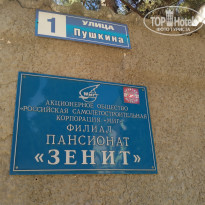 УЛИЦА
1
Пушкина
TOP Hotels
АКЦИОНЕРНОЕ ОБЩЕСТВО
«РОССИЙСКАЯ САМОЛЕТОСТРОИТЕЛЬНАЯ
КОРПОРАЦИЯ «МИГ»
ФИЛИАЛ
ПАНСИОНАТ
«ЗЕНИТ»